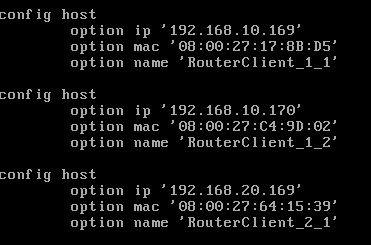 config host
option ip '192.168.10.169'
option mac '08:00:27:17:8B:D5'
option name 'RouterClient_1_1'
config host
option ip '192.168.10.170'
option mac '08:00:27:C4:9D:02'
option name 'RouterClient_1_2'
config host
option ip '192.168.20.169'
option mac '08:00:27:64:15:39'
option name 'RouterClient_2_1'